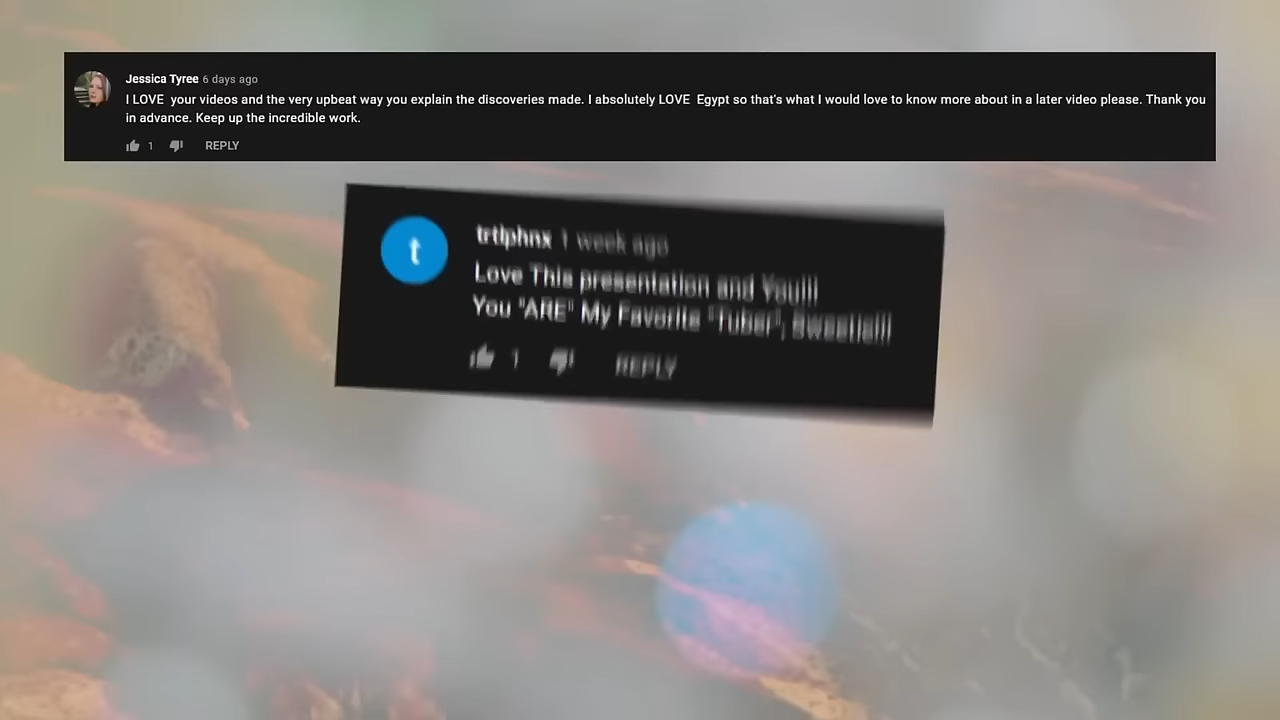 Jessica Tyree 6 days ago
I LOVE your videos and the very upbeat way you explain the discoveries made. I absolutely LOVE Egypt so that's what I would love to know more about in a later video please. Thank you
in advance. Keep up the incredible work.
1 REPLY
t
trtlphnx 1 week ago
Love This presentation and You!!!
You "ARE" My Favorite "Tuber", Sweetie!!!
1 REPLY